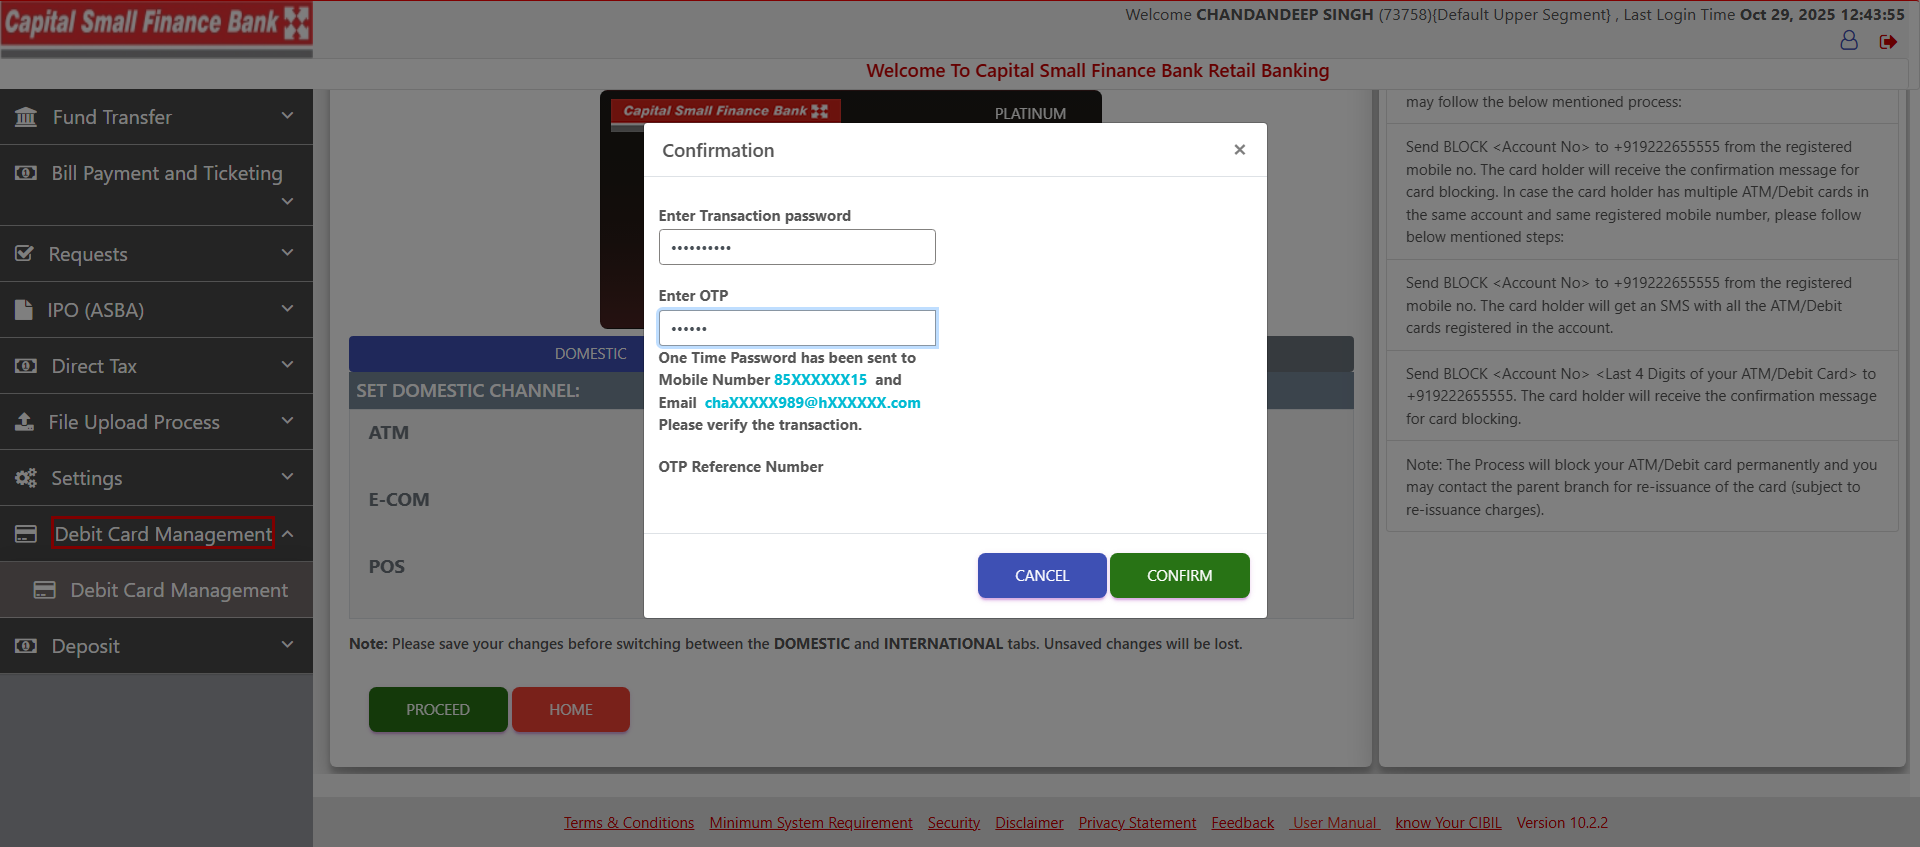 Capital Small Finance Bank
Welcome CHANDANDEEP SINGH (73758){Default Upper Segment} , Last Login Time Oct 29, 2025 12:43:55
Welcome To Capital Small Finance Bank Retail Banking
Fund Transfer
Bill Payment and Ticketing
Requests
IPO (ASBA)
Direct Tax
File Upload Process
Settings
Debit Card Management
Debit Card Management
Deposit
Capital Small Finance Bank
PLATINUM
DOMESTIC
SET DOMESTIC CHANNEL:
ATM
E-COM
POS
Confirmation
×
Enter Transaction password
••••••••••
Enter OTP
••••••
One Time Password has been sent to
Mobile Number 85XXXXXX15 and
Email chaXXXXX989@hXXXXXX.com
Please verify the transaction.
OTP Reference Number
CANCEL
CONFIRM
Note: Please save your changes before switching between the DOMESTIC and INTERNATIONAL tabs. Unsaved changes will be lost.
PROCEED
HOME
may follow the below mentioned process:
Send BLOCK <Account No> to +919222655555 from the registered
mobile no. The card holder will receive the confirmation message for
card blocking. In case the card holder has multiple ATM/Debit cards in
the same account and same registered mobile number, please follow
below mentioned steps:
Send BLOCK <Account No> to +919222655555 from the registered
mobile no. The card holder will get an SMS with all the ATM/Debit
cards registered in the account.
Send BLOCK <Account No> <Last 4 Digits of your ATM/Debit Card> to
+919222655555. The card holder will receive the confirmation message
for card blocking.
Note: The Process will block your ATM/Debit card permanently and you
may contact the parent branch for re-issuance of the card (subject to
re-issuance charges).
Terms & Conditions Minimum System Requirement Security Disclaimer Privacy Statement Feedback User Manual know Your CIBIL Version 10.2.2